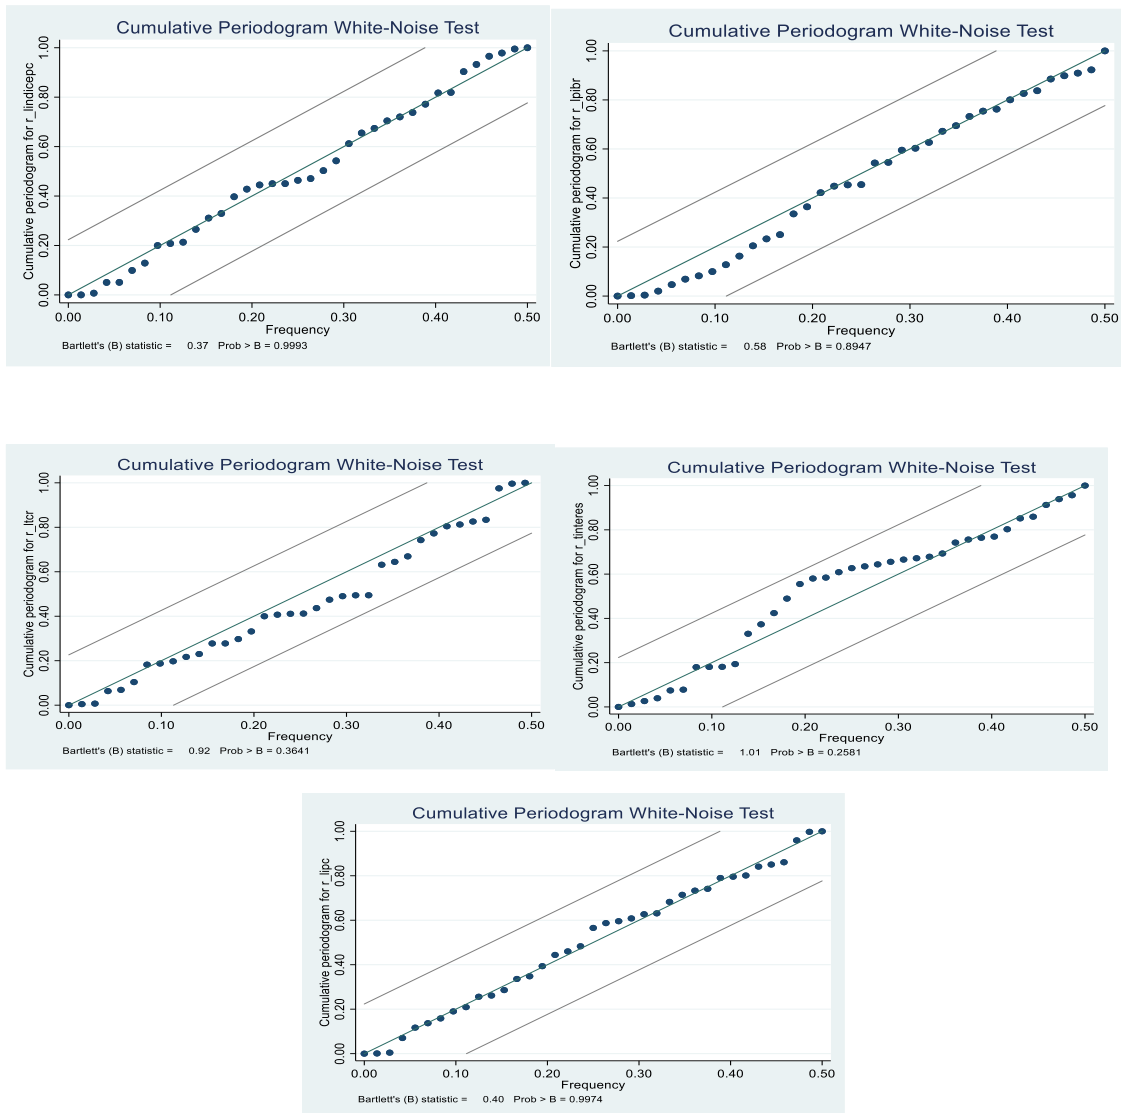 Cumulative Periodogram White-Noise Test
Cumulative periodogram for r_lindicepc
1.00
0.80
0.60
0.40
0.20
0.00
0.00 0.10 0.20 0.30 0.40 0.50
Frequency
Bartlett's (B) statistic = 0.37 Prob > B = 0.9993
Cumulative Periodogram White-Noise Test
Cumulative periodogram for r_lpibr
1.00
0.80
0.60
0.40
0.20
0.00
0.00 0.10 0.20 0.30 0.40 0.50
Frequency
Bartlett's (B) statistic = 0.58 Prob > B = 0.8947
Cumulative Periodogram White-Noise Test
Cumulative periodogram for r_ltcr
1.00
0.80
0.60
0.40
0.20
0.00
0.00 0.10 0.20 0.30 0.40 0.50
Frequency
Bartlett's (B) statistic = 0.92 Prob > B = 0.3641
Cumulative Periodogram White-Noise Test
Cumulative periodogram for r_tinteres
1.00
0.80
0.60
0.40
0.20
0.00
0.00 0.10 0.20 0.30 0.40 0.50
Frequency
Bartlett's (B) statistic = 1.01 Prob > B = 0.2581
Cumulative Periodogram White-Noise Test
Cumulative periodogram for r_lipc
1.00
0.80
0.60
0.40
0.20
0.00
0.00 0.10 0.20 0.30 0.40 0.50
Frequency
Bartlett's (B) statistic = 0.40 Prob > B = 0.9974